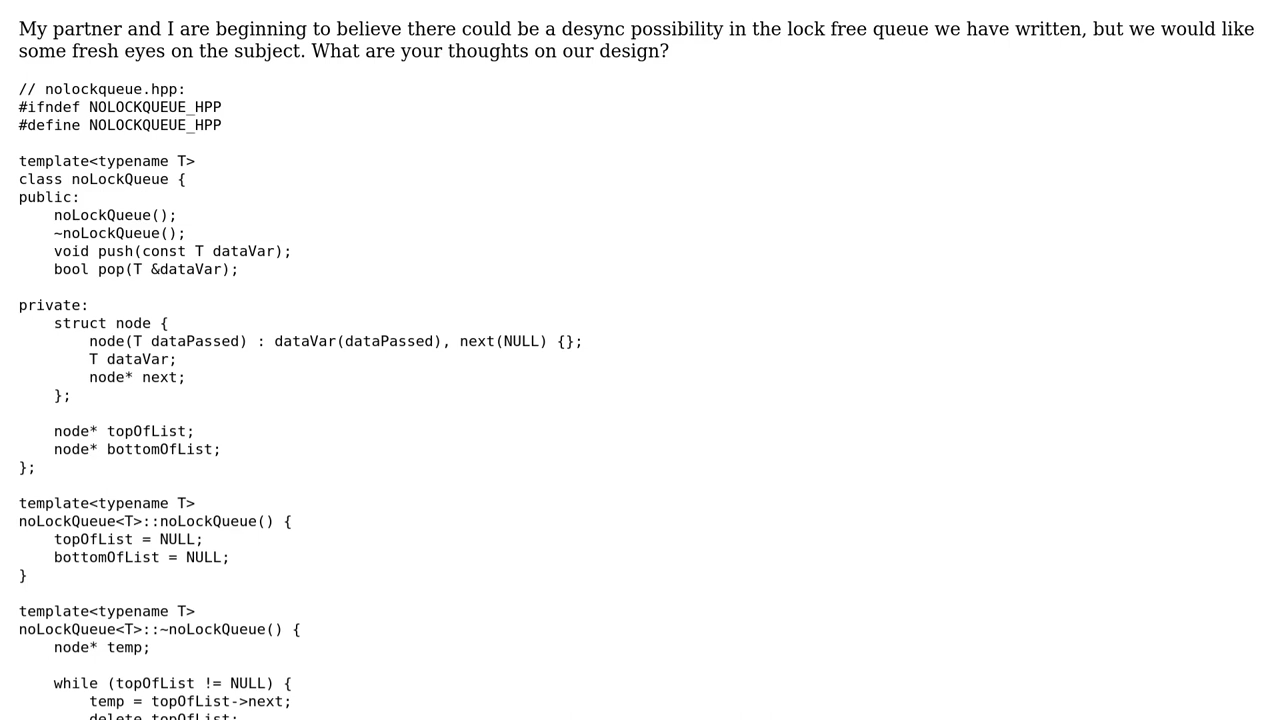 My partner and I are beginning to believe there could be a desync possibility in the lock free queue we have written, but we would like
some fresh eyes on the subject. What are your thoughts on our design?
// nolockqueue.hpp:
#ifndef NOLOCKQUEUE_HPP
#define NOLOCKQUEUE_HPP
template<typename T>
class noLockQueue {
public:
    noLockQueue();
    ~noLockQueue();
    void push(const T dataVar);
    bool pop(T &dataVar);
private:
    struct node {
        node(T dataPassed) : dataVar(dataPassed), next(NULL) {};
        T dataVar;
        node* next;
    };
    node* topOfList;
    node* bottomOfList;
};
template<typename T>
noLockQueue<T>::noLockQueue() {
    topOfList = NULL;
    bottomOfList = NULL;
}
template<typename T>
noLockQueue<T>::~noLockQueue() {
    node* temp;
    while (topOfList != NULL) {
        temp = topOfList->next;
        delete topOfList;